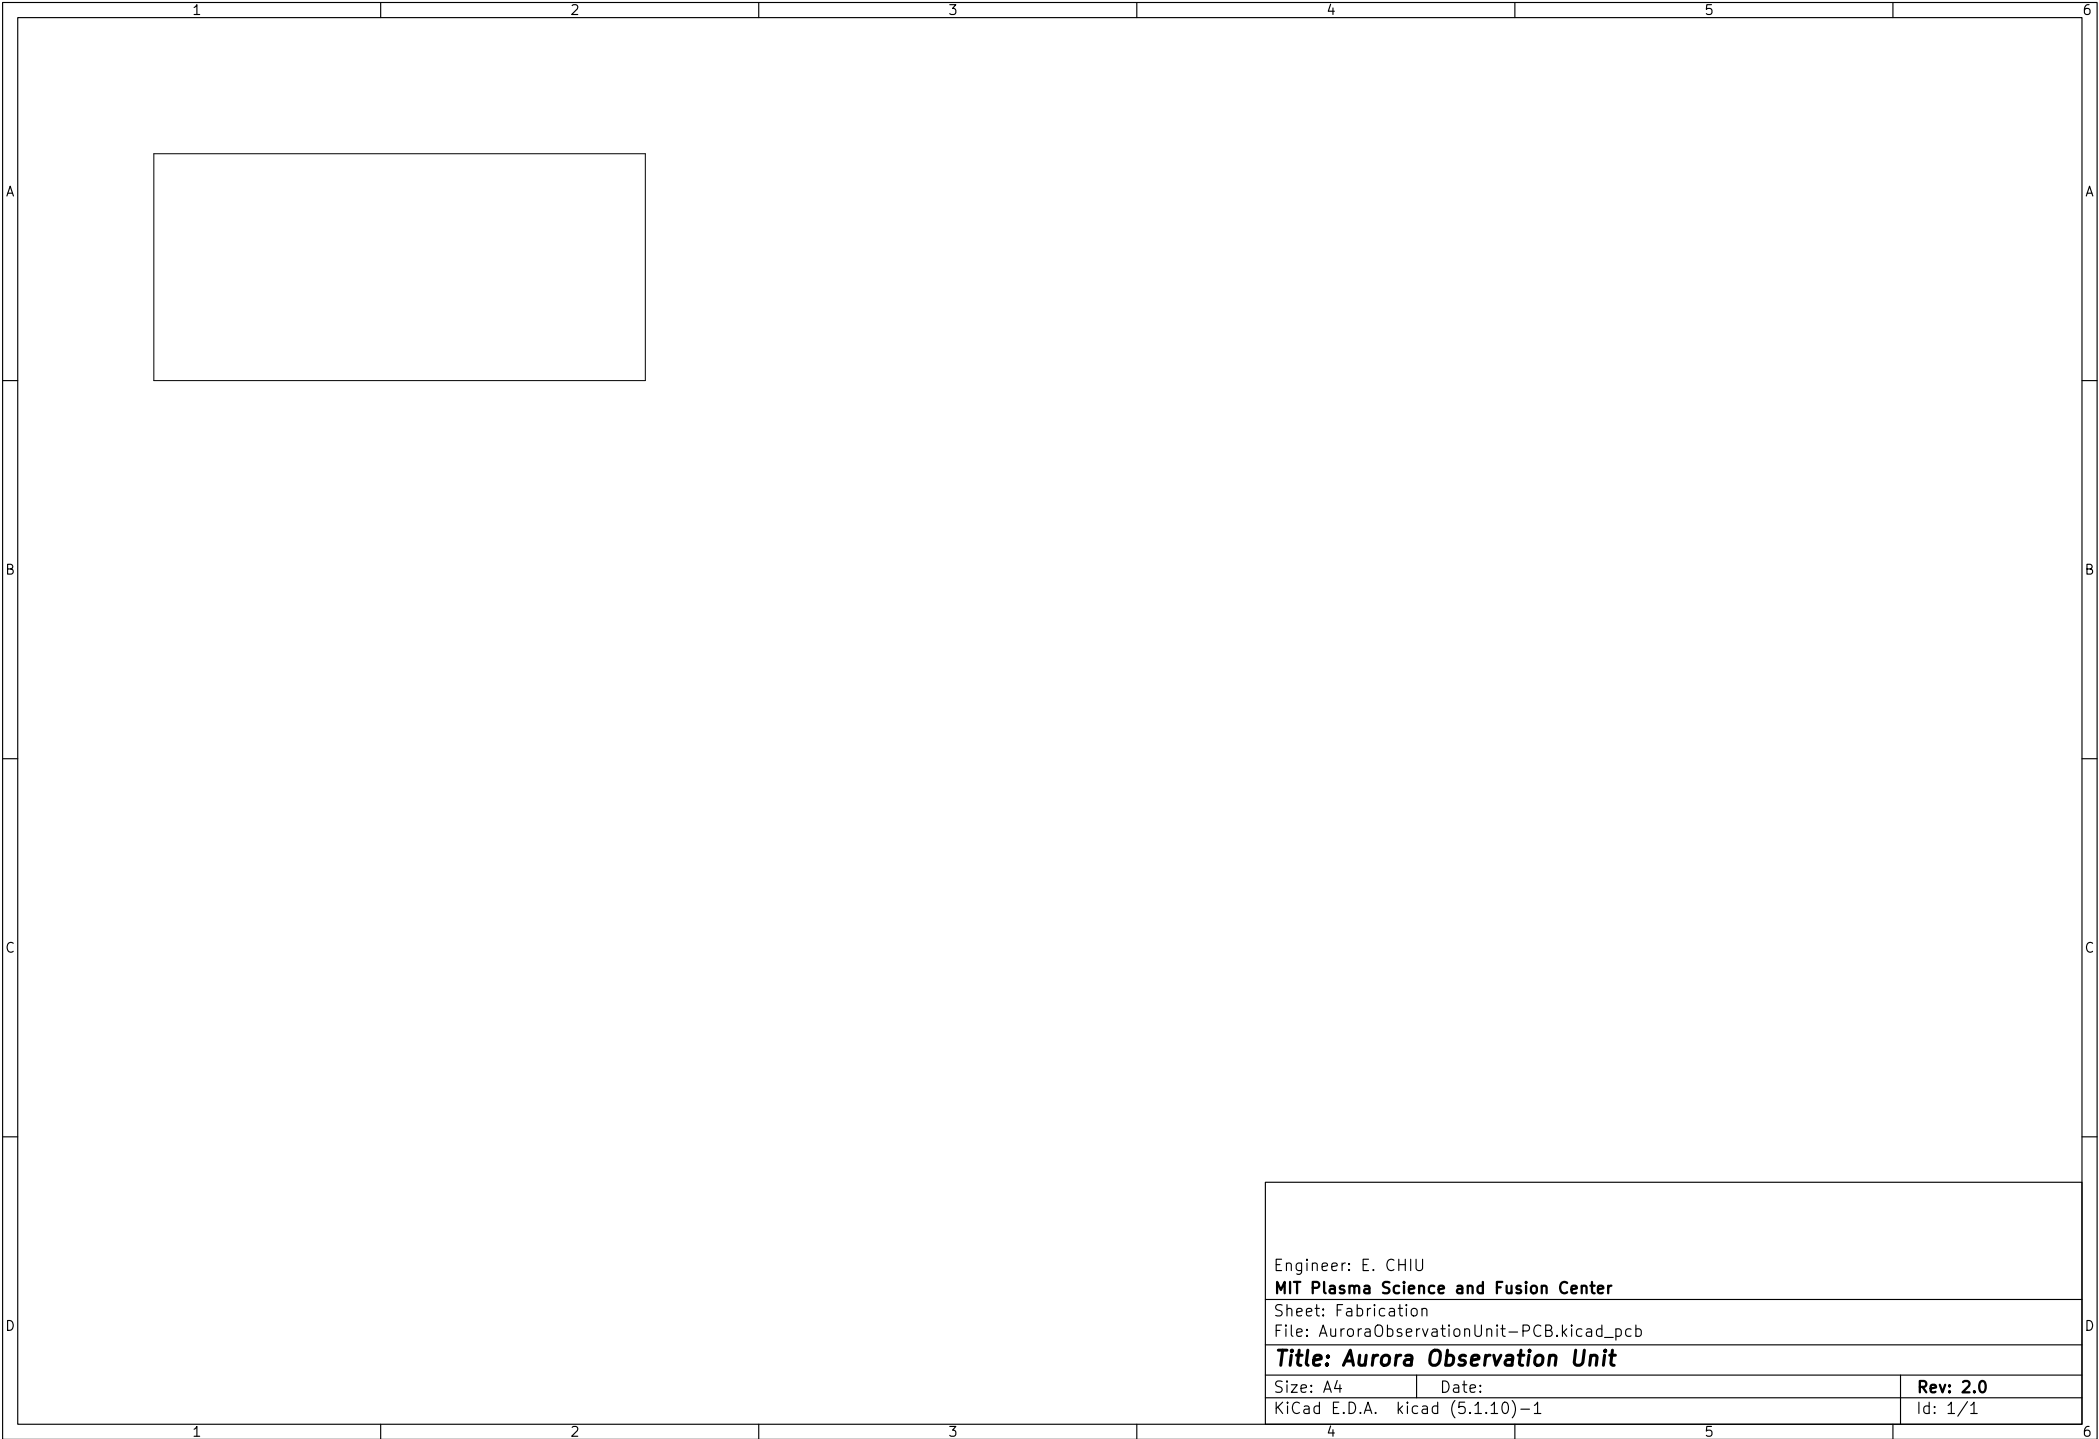 1 2 3 4 5 6
A A
B B
C C
Engineer: E. CHIU
MIT Plasma Science and Fusion Center
Sheet: Fabrication
D D
File: AuroraObservationUnit-PCB.kicad_pcb
Title: Aurora Observation Unit
Size: A4 Date: Rev: 2.0
KiCad E.D.A. kicad (5.1.10)-1 Id: 1/1
1 2 3 4 5 6